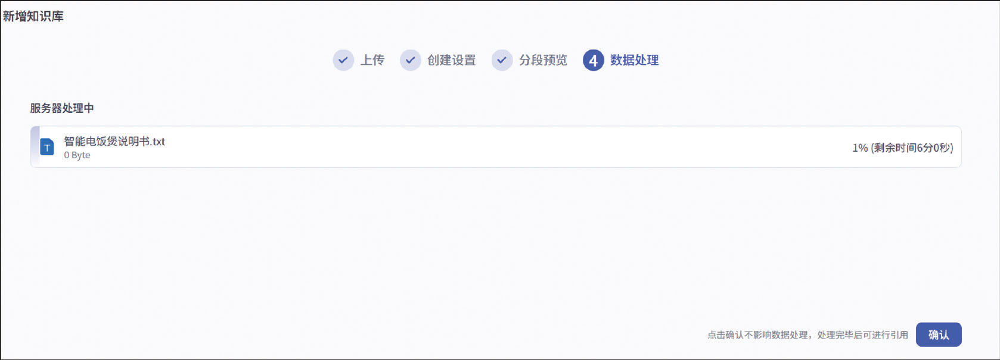 新增知识库
上传 创建设置 分段预览 4 数据处理
服务器处理中
T
智能电饭煲说明书.txt
0 Byte
1% (剩余时间6分0秒)
点击确认不影响数据处理，处理完毕后可进行引用 确认